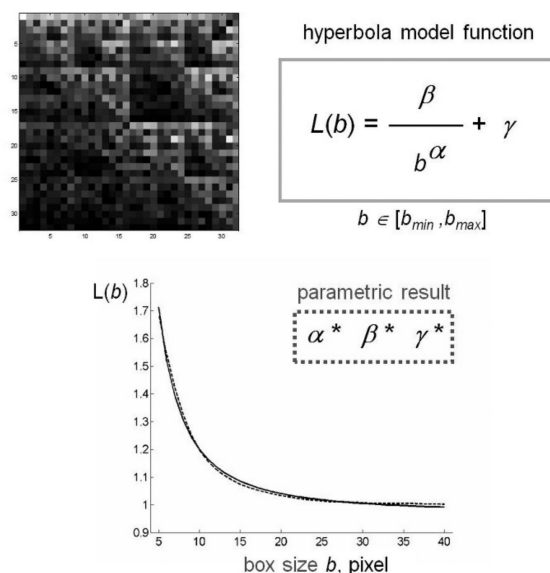 hyperbola model function
5
10
15
20
25
30
5 10 15 20 25 30
L(b) = β / b^α + γ
b ∈ [b_min , b_max]
L(b)
1.8
1.7
1.6
1.5
1.4
1.3
1.2
1.1
1
0.9
parametric result
α* β* γ*
5 10 15 20 25 30 35 40
box size b, pixel